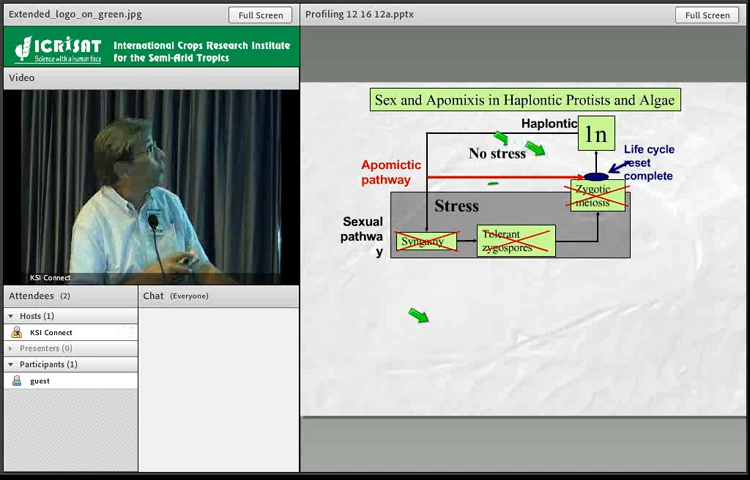 Extended_logo_on_green.jpg
Full Screen
ICRISAT
Science with a human face
International Crops Research Institute
for the Semi-Arid Tropics
Video
KSI Connect
Attendees (2)
Hosts (1)
KSI Connect
Presenters (0)
Participants (1)
guest
Chat (Everyone)
Profiling 12 16 12a.pptx
Full Screen
Sex and Apomixis in Haplontic Protists and Algae
Haplontic
1n
No stress
Life cycle
reset
complete
Apomictic
pathway
Zygotic
meiosis
Stress
Sexual
pathwa
y
Syngamy
Tolerant
zygospores